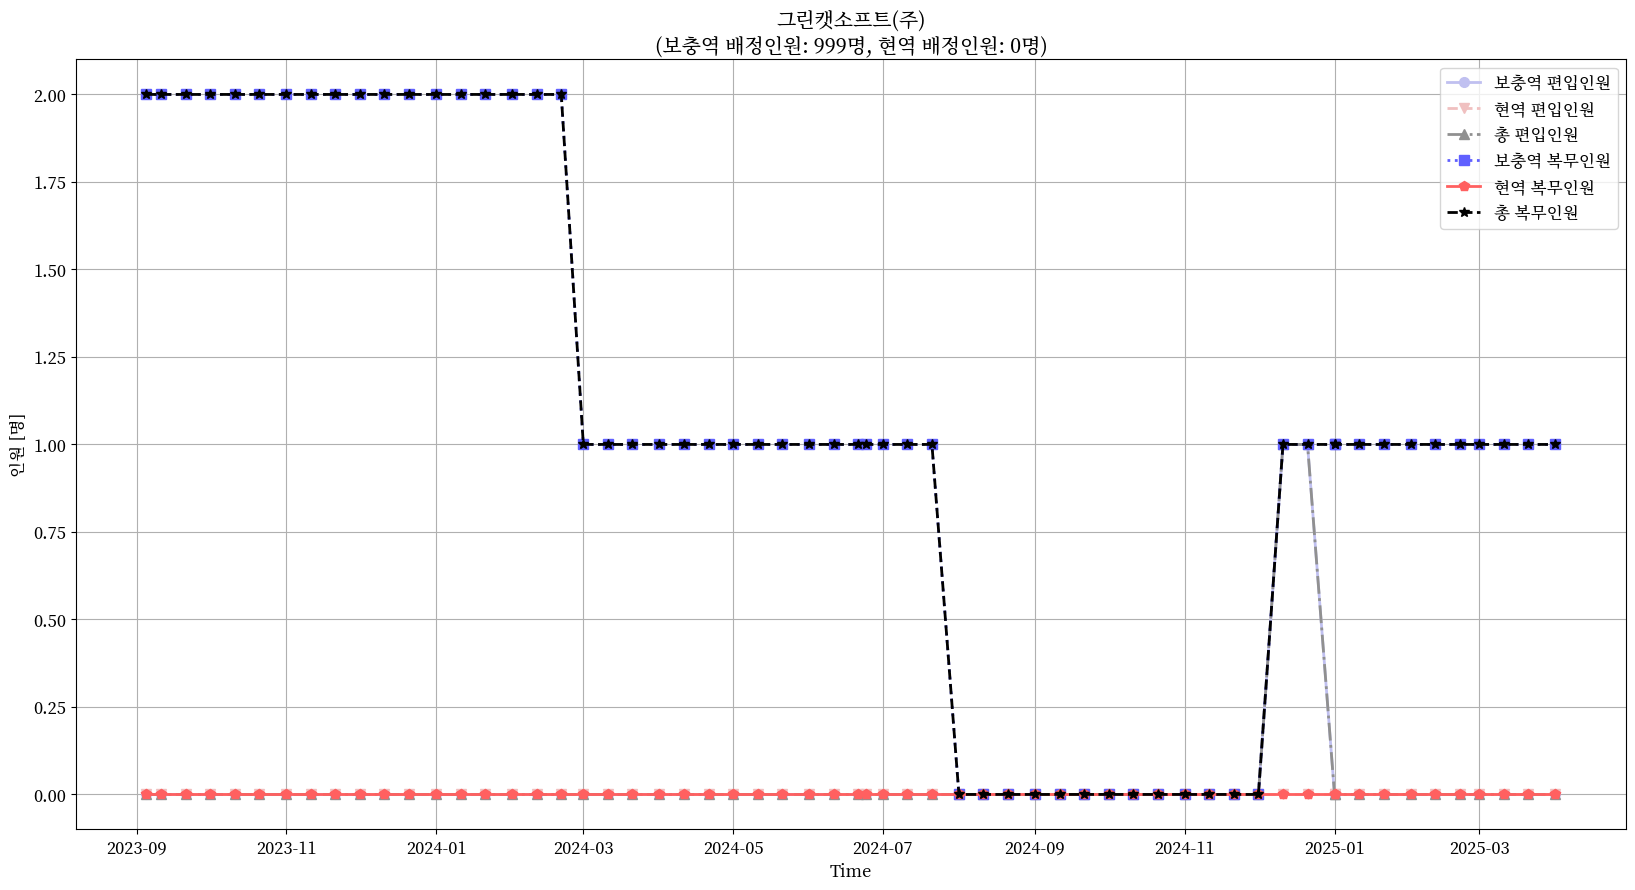 그린캣소프트(주)
(보충역 배정인원: 999명, 현역 배정인원: 0명)
보충역 편입인원
현역 편입인원
총 편입인원
보충역 복무인원
현역 복무인원
총 복무인원
인원 [명]
2.00
1.75
1.50
1.25
1.00
0.75
0.50
0.25
0.00
2023-09 2023-11 2024-01 2024-03 2024-05 2024-07 2024-09 2024-11 2025-01 2025-03
Time